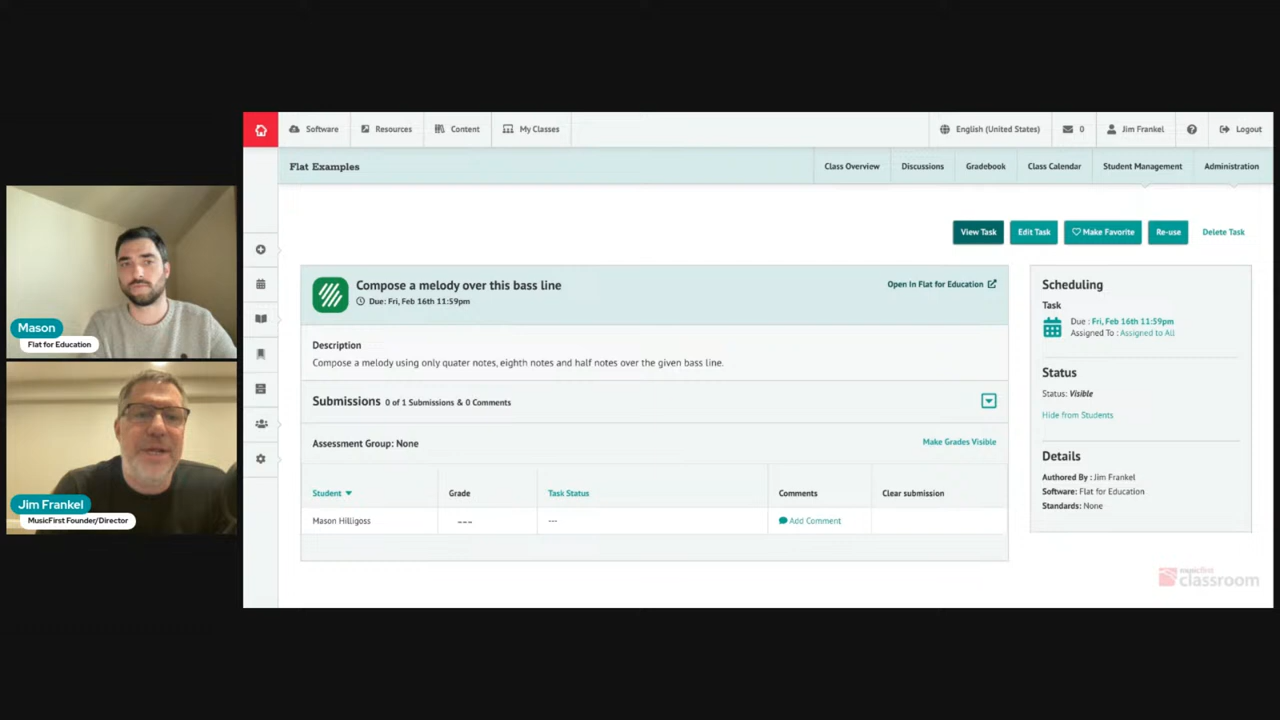 Software
Resources
Content
My Classes
English (United States)
0
Jim Frankel
Logout
Flat Examples
Class Overview
Discussions
Gradebook
Class Calendar
Student Management
Administration
View Task
Edit Task
Make Favorite
Re-use
Delete Task
Compose a melody over this bass line
Due: Fri, Feb 16th 11:59pm
Open In Flat for Education
Description
Compose a melody using only quater notes, eighth notes and half notes over the given bass line.
Submissions 0 of 1 Submissions & 0 Comments
Assessment Group: None
Make Grades Visible
Student
Grade
Task Status
Comments
Clear submission
Mason Hilligoss
---
---
Add Comment
Scheduling
Task
Due : Fri, Feb 16th 11:59pm
Assigned To : Assigned to All
Status
Status: Visible
Hide from Students
Details
Authored By : Jim Frankel
Software: Flat for Education
Standards: None
musicfirst
classroom
Mason
Flat for Education
Jim Frankel
MusicFirst Founder/Director